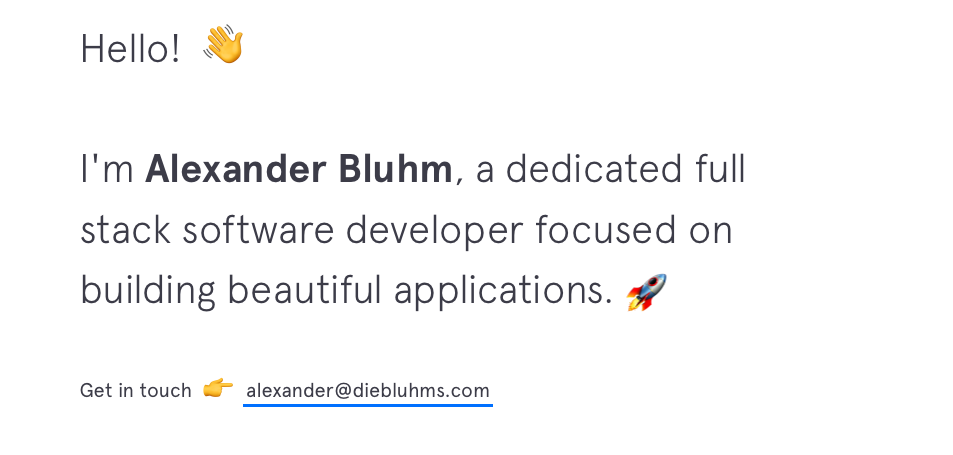 Hello! 👋
I'm Alexander Bluhm, a dedicated full
stack software developer focused on
building beautiful applications. 🚀
Get in touch 👉 alexander@diebluhms.com